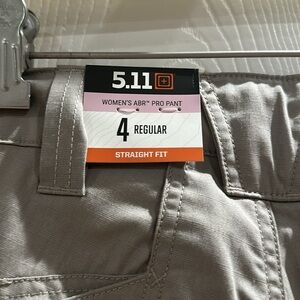 5.11
WOMEN'S ABR™ PRO PANT
4 REGULAR
STRAIGHT FIT